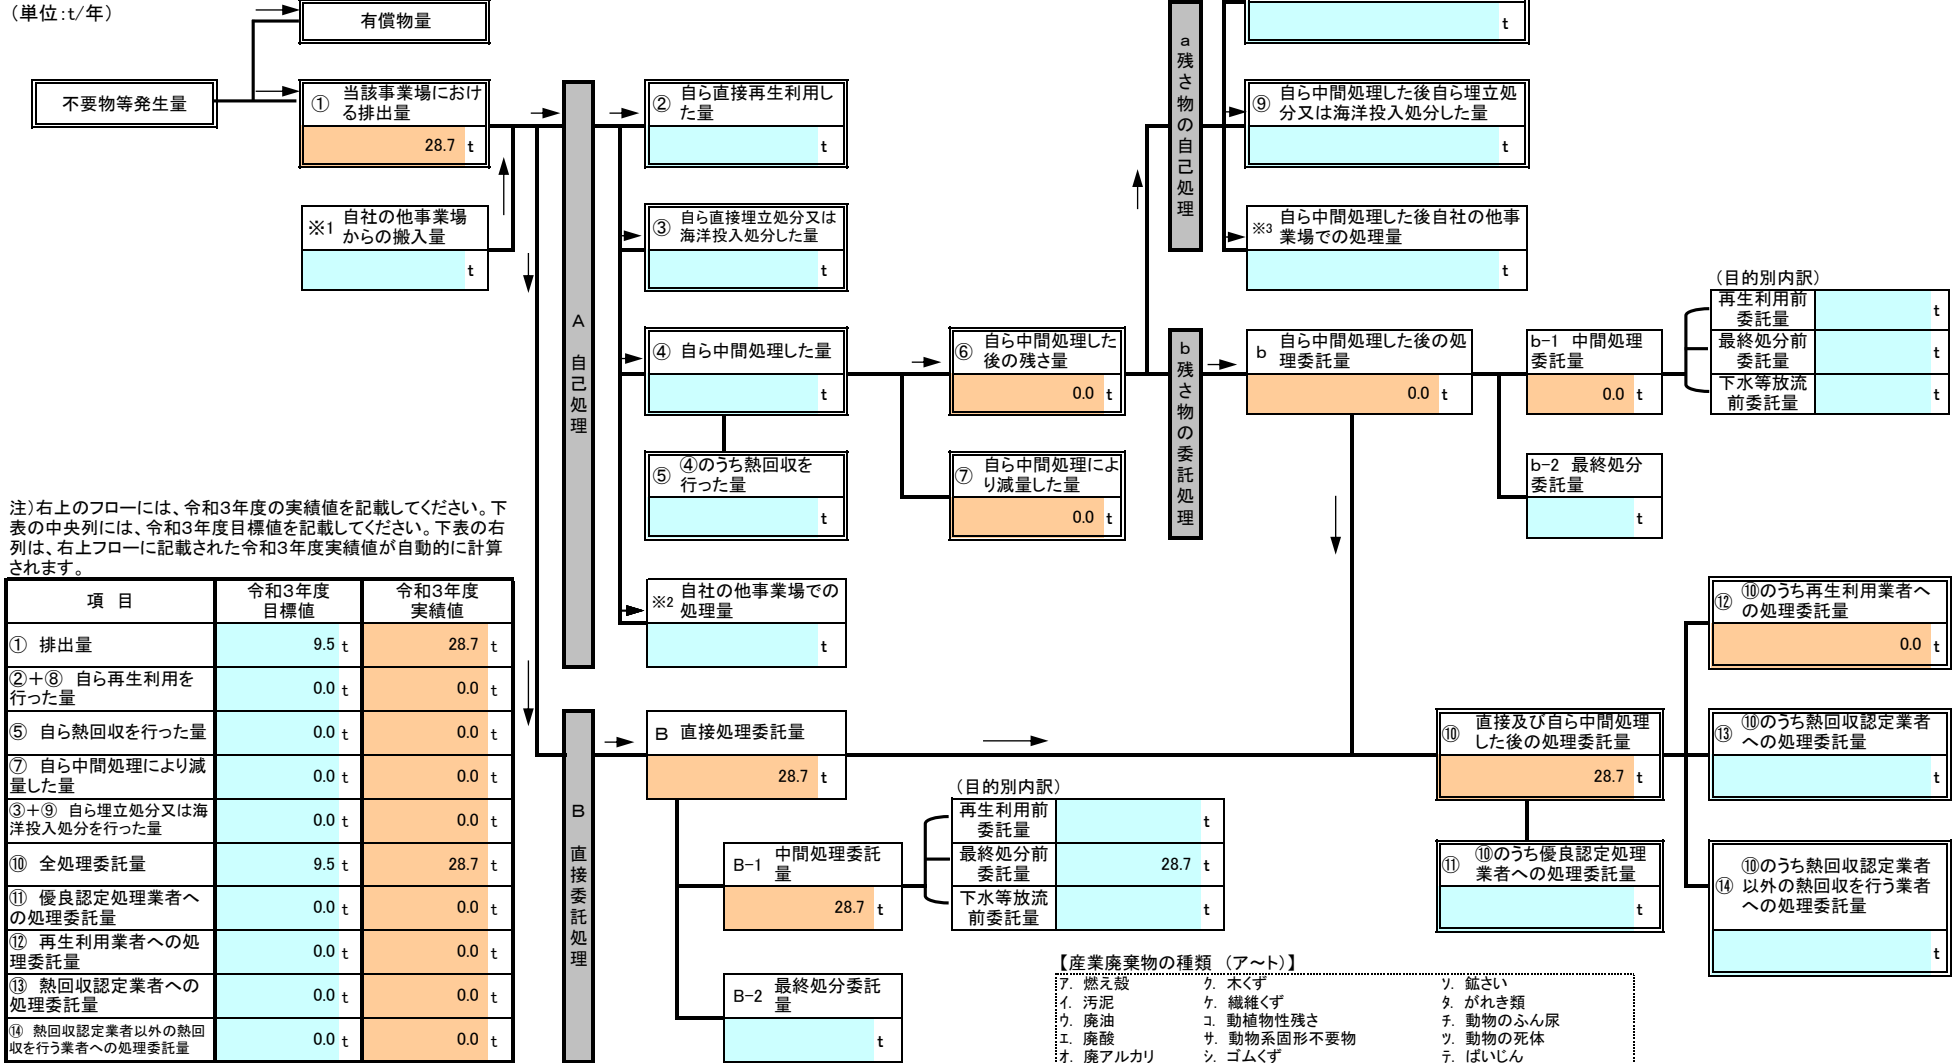 （単位：t/年）
有償物量
不要物等発生量
① 当該事業場におけ
る排出量
28.7 t
※1 自社の他事業場
からの搬入量
t
A 自己処理
② 自ら直接再生利用し
た量
t
③ 自ら直接埋立処分又は
海洋投入処分した量
t
④ 自ら中間処理した量
t
⑤ ④のうち熱回収を
行った量
t
※2 自社の他事業場での
処理量
t
⑥ 自ら中間処理した
後の残さ量
0.0 t
⑦ 自ら中間処理によ
り減量した量
0.0 t
a 残さ物の自己処理
t
⑨ 自ら中間処理した後自ら埋立処
分又は海洋投入処分した量
t
※3 自ら中間処理した後自社の他事
業場での処理量
t
b 残さ物の委託処理
b 自ら中間処理した後の処
理委託量
0.0 t
b-1 中間処理
委託量
0.0 t
b-2 最終処分
委託量
t
（目的別内訳）
再生利用前
委託量
t
最終処分前
委託量
t
下水等放流
前委託量
t
注）右上のフローには、令和3年度の実績値を記載してください。下
表の中央列には、令和3年度目標値を記載してください。下表の右
列は、右上フローに記載された令和3年度実績値が自動的に計算
されます。
項 目
令和3年度
目標値
令和3年度
実績値
① 排出量 9.5 t 28.7 t
②＋⑧ 自ら再生利用を
行った量 0.0 t 0.0 t
⑤ 自ら熱回収を行った量 0.0 t 0.0 t
⑦ 自ら中間処理により減
量した量 0.0 t 0.0 t
③＋⑨ 自ら埋立処分又は海
洋投入処分を行った量 0.0 t 0.0 t
⑩ 全処理委託量 9.5 t 28.7 t
⑪ 優良認定処理業者へ
の処理委託量 0.0 t 0.0 t
⑫ 再生利用業者への処
理委託量 0.0 t 0.0 t
⑬ 熱回収認定業者への
処理委託量 0.0 t 0.0 t
⑭ 熱回収認定業者以外の熱回
収を行う業者への処理委託量 0.0 t 0.0 t
B 直接委託処理
B 直接処理委託量
28.7 t
B-1 中間処理委託
量
28.7 t
B-2 最終処分委託
量
t
（目的別内訳）
再生利用前
委託量
t
最終処分前
委託量
28.7 t
下水等放流
前委託量
t
⑩ 直接及び自ら中間処理
した後の処理委託量
28.7 t
⑪ ⑩のうち優良認定処理
業者への処理委託量
t
⑫ ⑩のうち再生利用業者へ
の処理委託量
0.0 t
⑬ ⑩のうち熱回収認定業者
への処理委託量
t
⑭ ⑩のうち熱回収認定業者
以外の熱回収を行う業者
への処理委託量
t
【産業廃棄物の種類 （ア～ト）】
ア. 燃え殻 ク. 木くず ソ. 鉱さい
イ. 汚泥 ケ. 繊維くず タ. がれき類
ウ. 廃油 コ. 動植物性残さ チ. 動物のふん尿
エ. 廃酸 サ. 動物系固形不要物 ツ. 動物の死体
オ. 廃アルカリ シ. ゴムくず テ. ばいじん